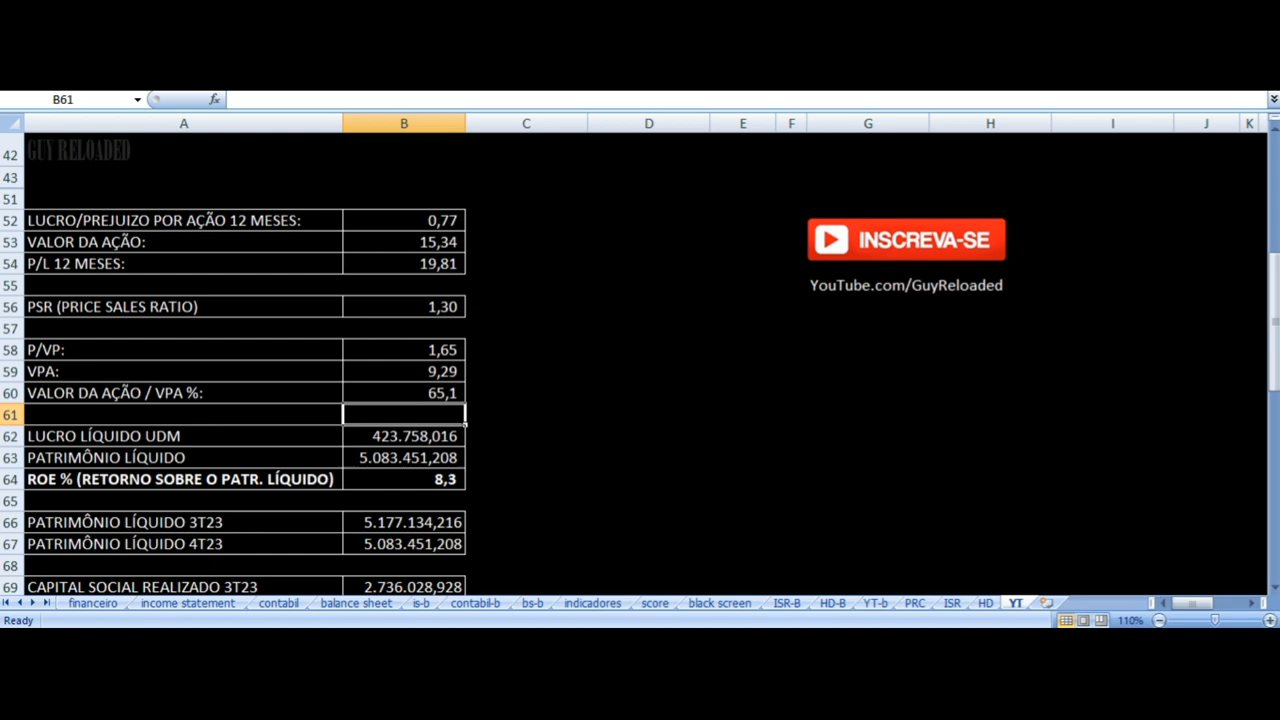 B61
fx
A B C D E F G H I J K
42 GUY RELOADED
43
51
52 LUCRO/PREJUIZO POR AÇÃO 12 MESES: 0,77
INSCREVA-SE
53 VALOR DA AÇÃO: 15,34
54 P/L 12 MESES: 19,81
55
YouTube.com/GuyReloaded
56 PSR (PRICE SALES RATIO) 1,30
57
58 P/VP: 1,65
59 VPA: 9,29
60 VALOR DA AÇÃO / VPA %: 65,1
61
62 LUCRO LÍQUIDO UDM 423.758,016
63 PATRIMÔNIO LÍQUIDO 5.083.451,208
64 ROE % (RETORNO SOBRE O PATR. LÍQUIDO) 8,3
65
66 PATRIMÔNIO LÍQUIDO 3T23 5.177.134,216
67 PATRIMÔNIO LÍQUIDO 4T23 5.083.451,208
68
69 CAPITAL SOCIAL REALIZADO 3T23 2.736.028,928
financeiro income statement contabil balance sheet is-b contabil-b bs-b indicadores score black screen ISR-B HD-B YT-b PRC ISR HD YT
Ready 110%